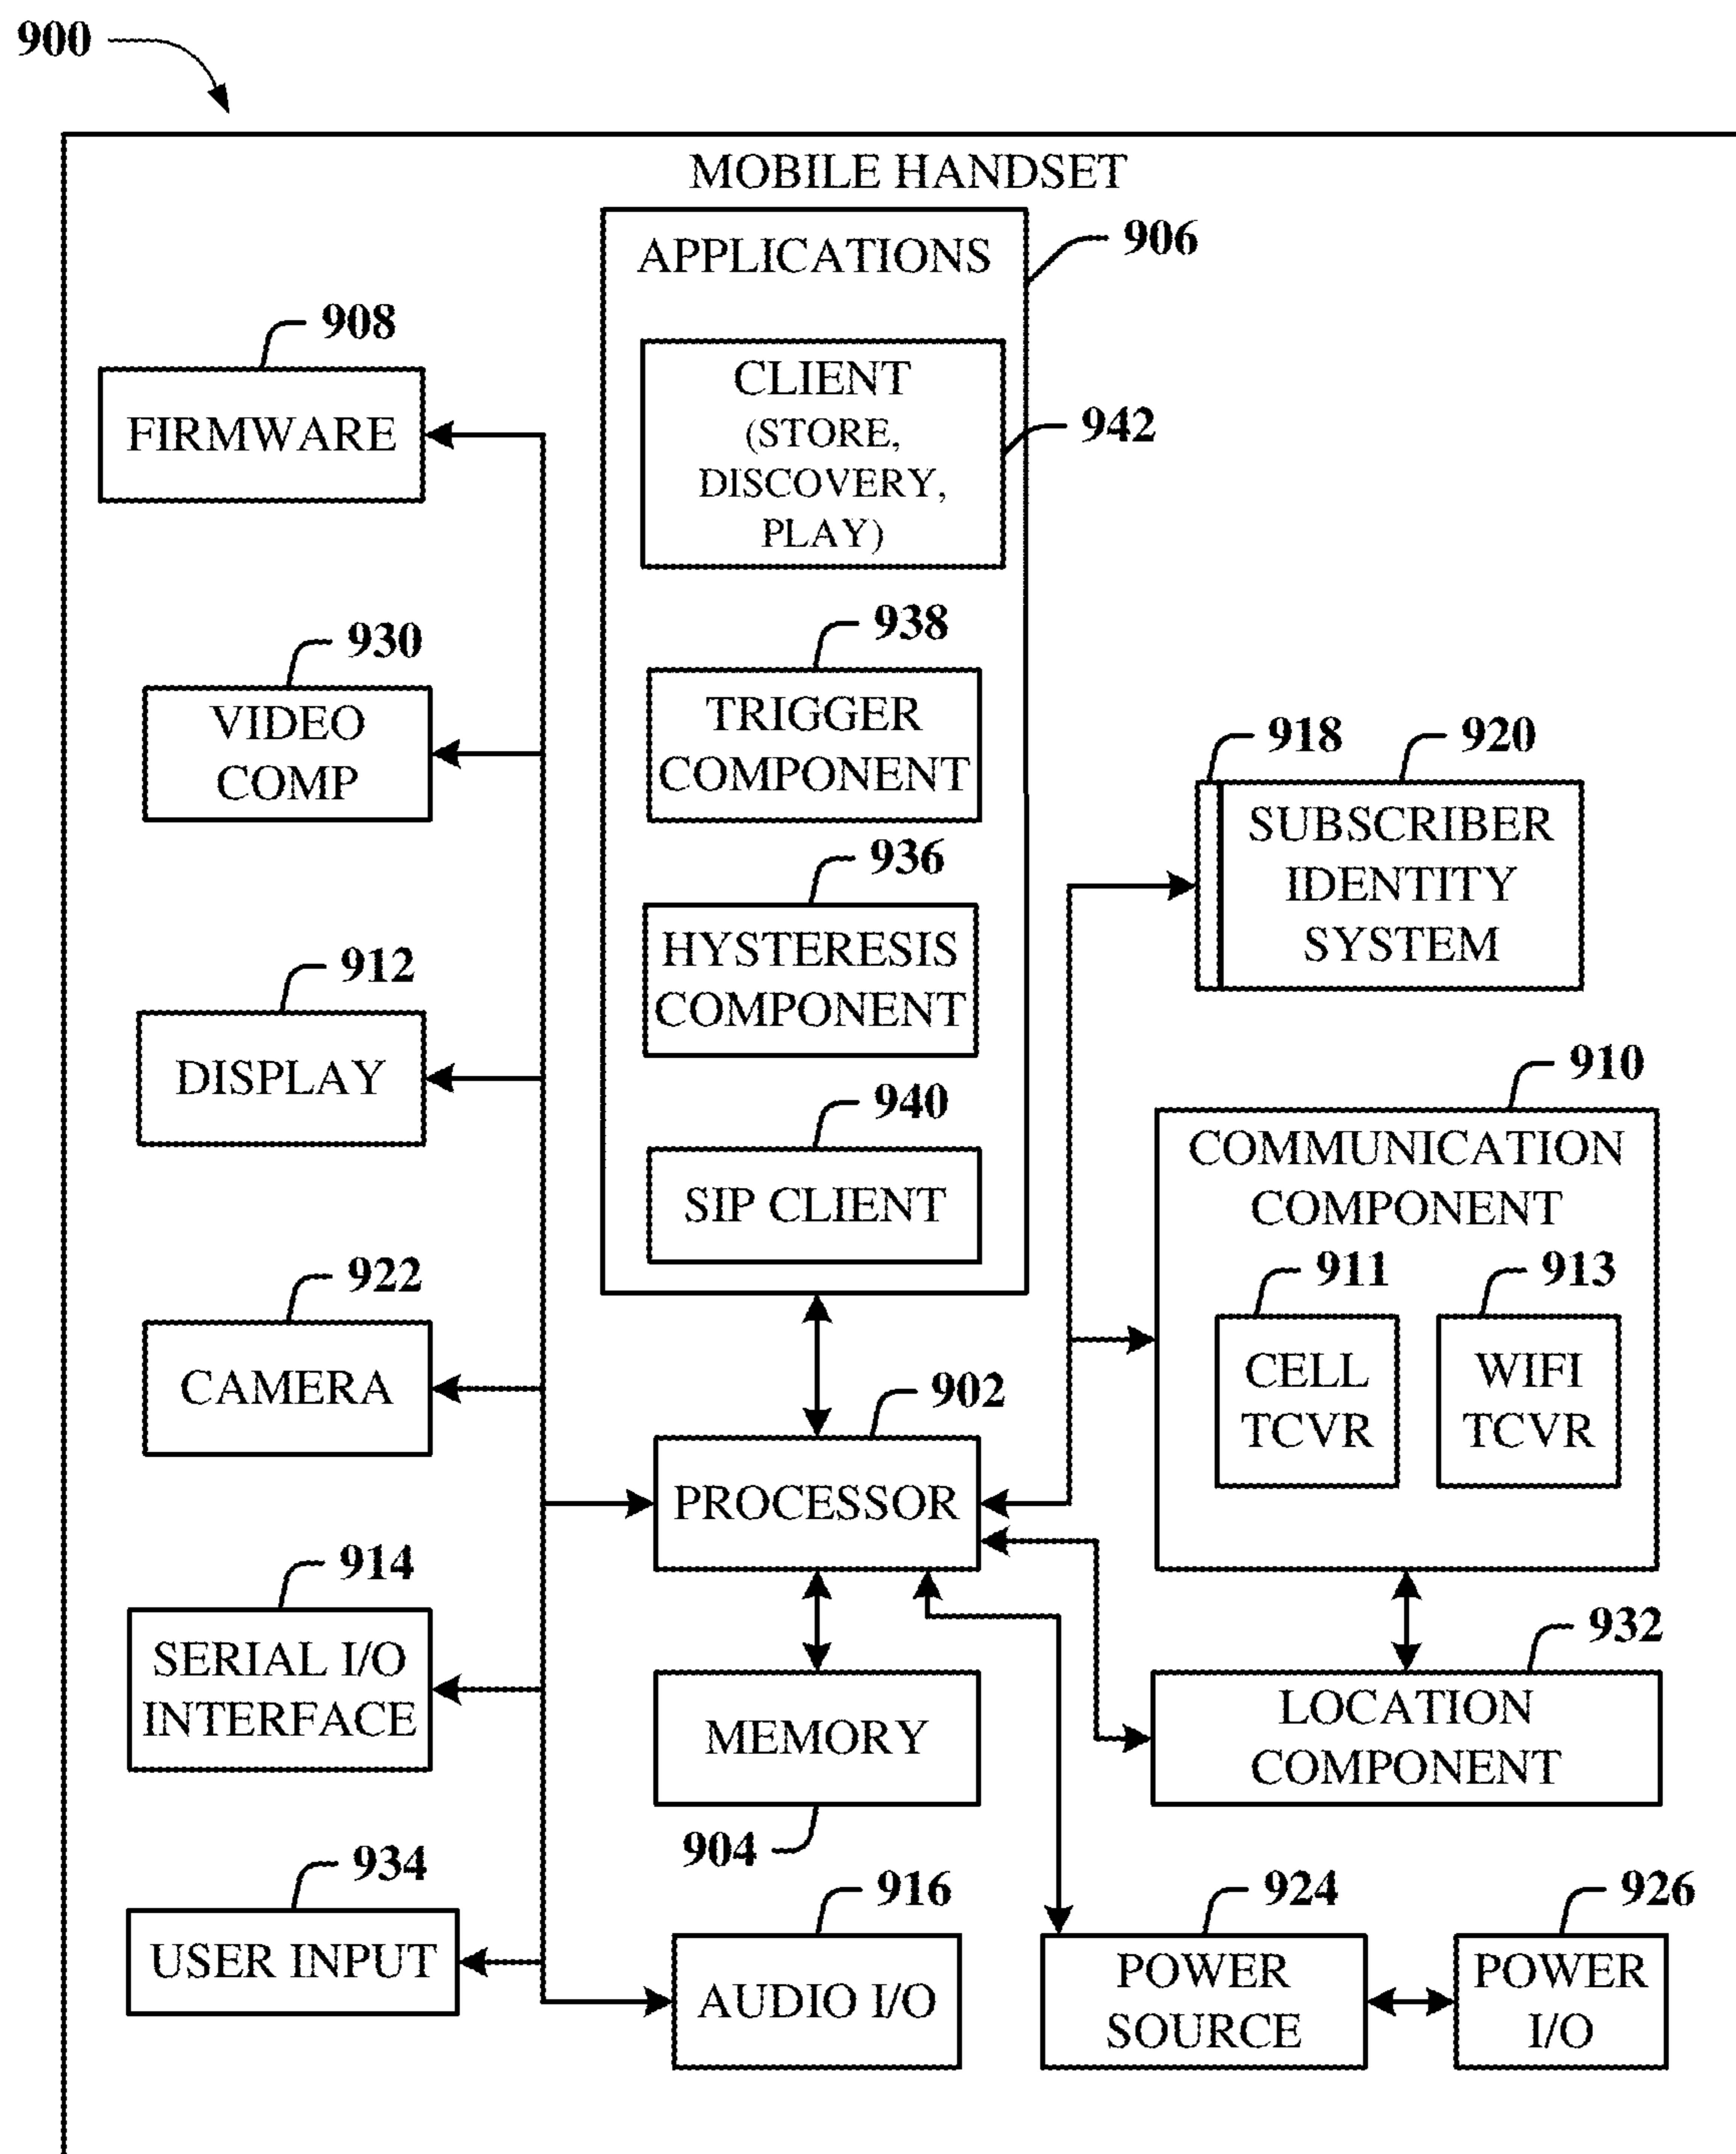 900
MOBILE HANDSET
APPLICATIONS
906
CLIENT
(STORE,
DISCOVERY,
PLAY)
942
938
TRIGGER
COMPONENT
936
HYSTERESIS
COMPONENT
940
SIP CLIENT
908
FIRMWARE
930
VIDEO
COMP
912
DISPLAY
922
CAMERA
914
SERIAL I/O
INTERFACE
934
USER INPUT
902
PROCESSOR
MEMORY
904
916
AUDIO I/O
918
920
SUBSCRIBER
IDENTITY
SYSTEM
910
COMMUNICATION
COMPONENT
911
CELL
TCVR
913
WIFI
TCVR
932
LOCATION
COMPONENT
924
POWER
SOURCE
926
POWER
I/O